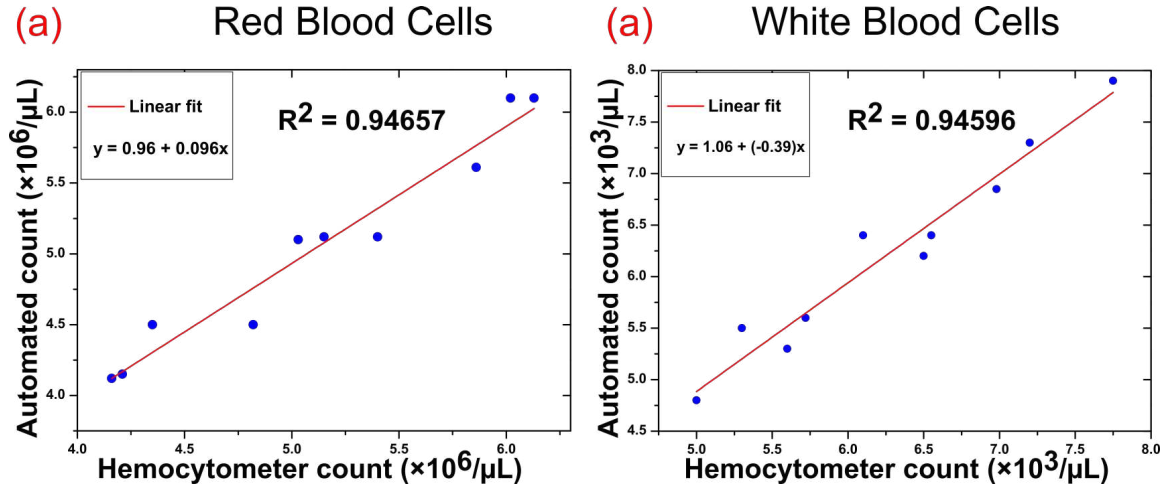 (a) Red Blood Cells
Automated count (×10⁶/µL)
6.0
5.5
5.0
4.5
4.0
Linear fit
y = 0.96 + 0.096x
R² = 0.94657
4.0 4.5 5.0 5.5 6.0
Hemocytometer count (×10⁶/µL)
(a) White Blood Cells
Automated count (×10³/µL)
8.0
7.5
7.0
6.5
6.0
5.5
5.0
4.5
Linear fit
y = 1.06 + (-0.39)x
R² = 0.94596
5.0 5.5 6.0 6.5 7.0 7.5 8.0
Hemocytometer count (×10³/µL)